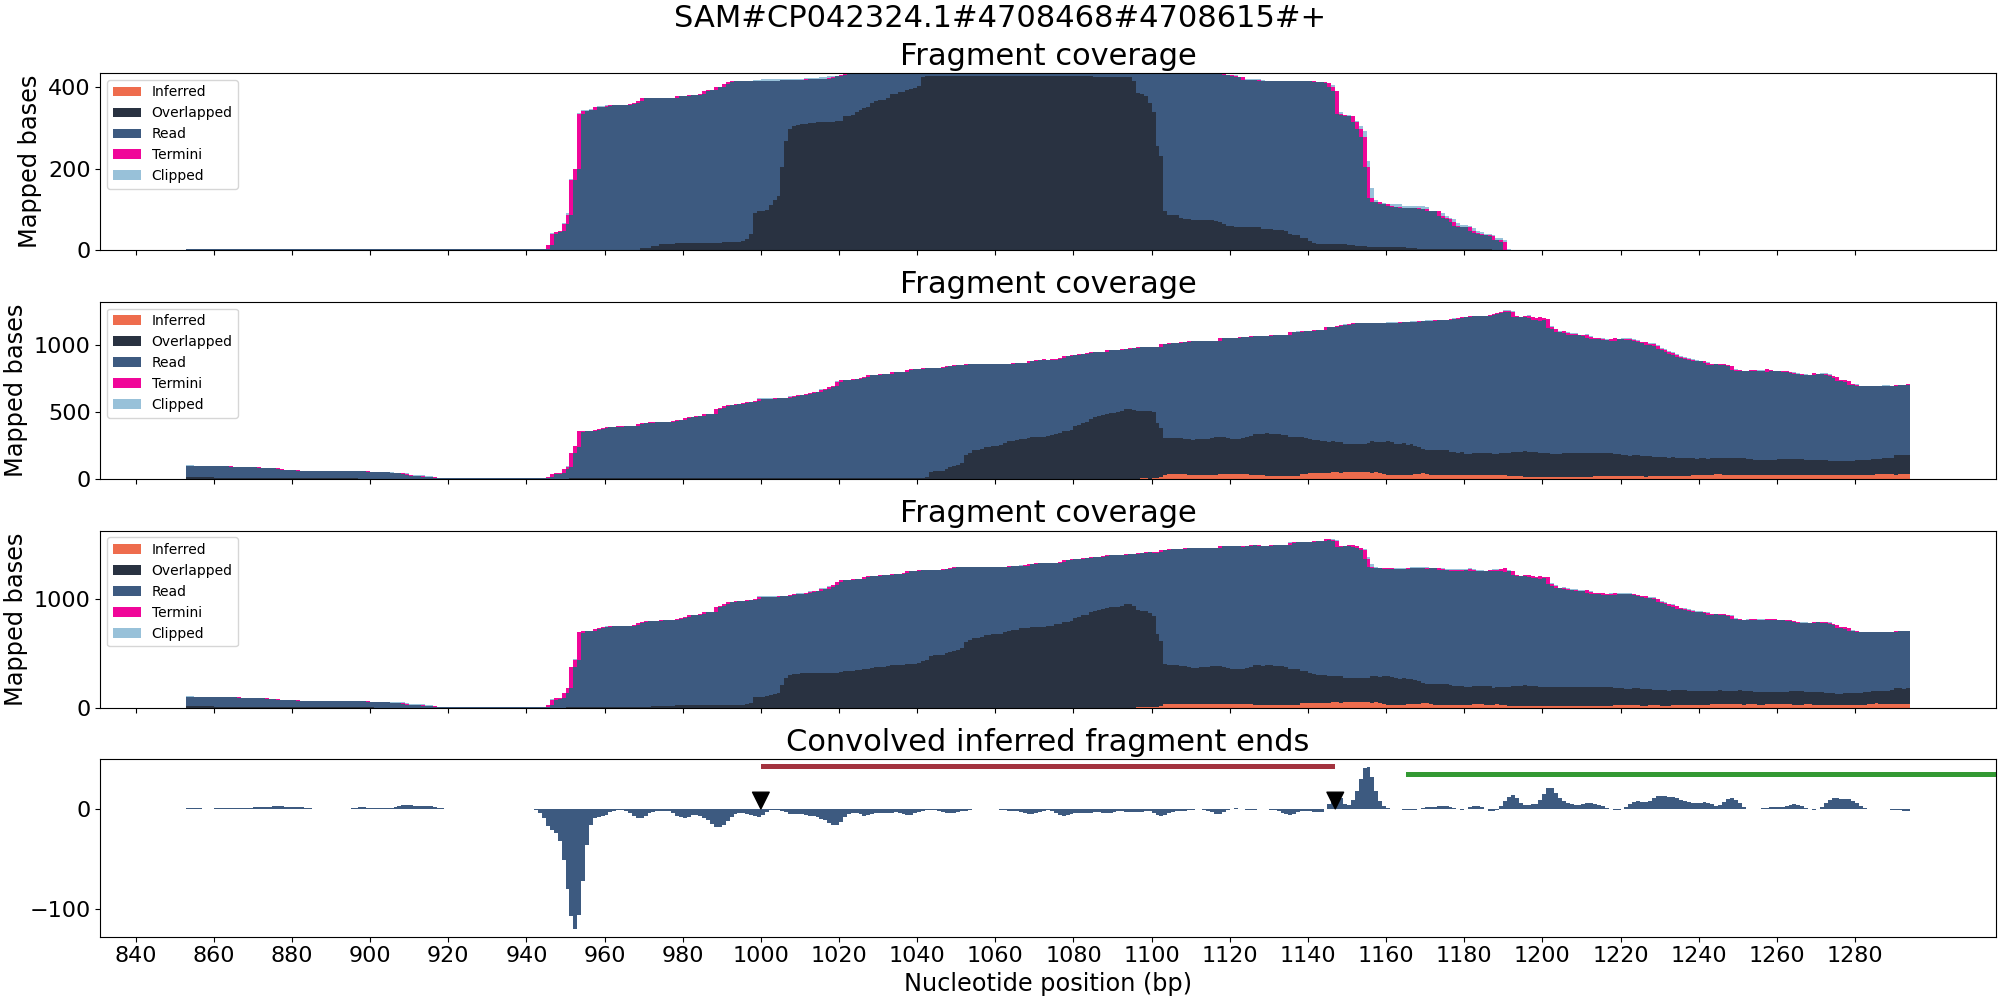 SAM#CP042324.1#4708468#4708615#+
Fragment coverage
Mapped bases
400
200
0
Inferred
Overlapped
Read
Termini
Clipped
Fragment coverage
Mapped bases
1000
500
0
Inferred
Overlapped
Read
Termini
Clipped
Fragment coverage
Mapped bases
1000
0
Inferred
Overlapped
Read
Termini
Clipped
Convolved inferred fragment ends
0
−100
840 860 880 900 920 940 960 980 1000 1020 1040 1060 1080 1100 1120 1140 1160 1180 1200 1220 1240 1260 1280
Nucleotide position (bp)